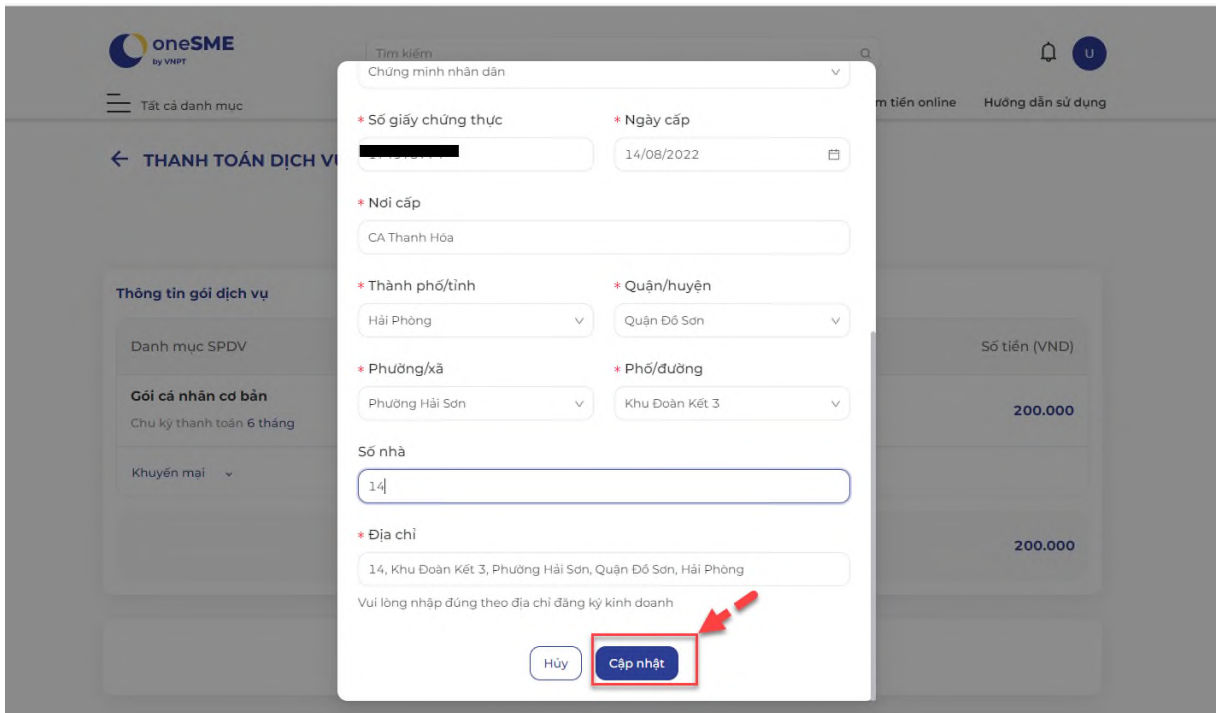 oneSME
by VNPT
Tìm kiếm
U
Tất cả danh mục
m tiền online
Hướng dẫn sử dụng
THANH TOÁN DỊCH VỤ
Thông tin gói dịch vụ
Danh mục SPDV
Số tiền (VND)
Gói cá nhân cơ bản
Chu kỳ thanh toán 6 tháng
200.000
Khuyến mại
200.000
Chứng minh nhân dân
* Số giấy chứng thực
* Ngày cấp
14/08/2022
* Nơi cấp
CA Thanh Hóa
* Thành phố/tỉnh
* Quận/huyện
Hải Phòng
Quận Đồ Sơn
* Phường/xã
* Phố/đường
Phường Hải Sơn
Khu Đoàn Kết 3
Số nhà
14
* Địa chỉ
14, Khu Đoàn Kết 3, Phường Hải Sơn, Quận Đồ Sơn, Hải Phòng
Vui lòng nhập đúng theo địa chỉ đăng ký kinh doanh
Hủy
Cập nhật